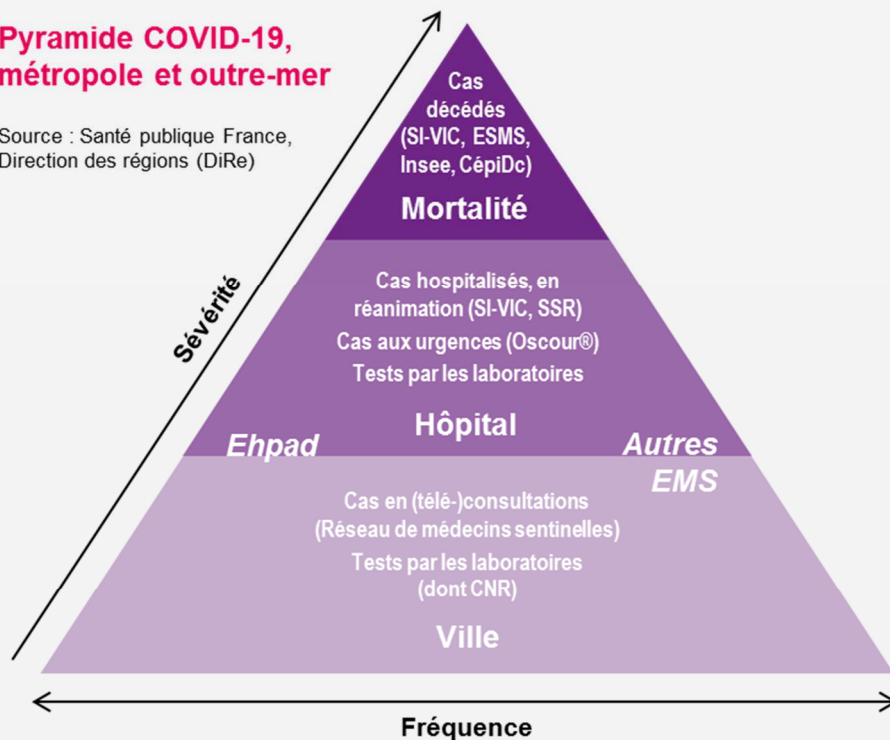 Pyramide COVID-19,
métropole et outre-mer
Source : Santé publique France,
Direction des régions (DiRe)
Cas
décédés
(SI-VIC, ESMS,
Insee, CépiDc)
Mortalité
Sévérité
Cas hospitalisés, en
réanimation (SI-VIC, SSR)
Cas aux urgences (Oscour®)
Tests par les laboratoires
Hôpital
Ehpad
Autres
EMS
Cas en (télé-)consultations
(Réseau de médecins sentinelles)
Tests par les laboratoires
(dont CNR)
Ville
Fréquence